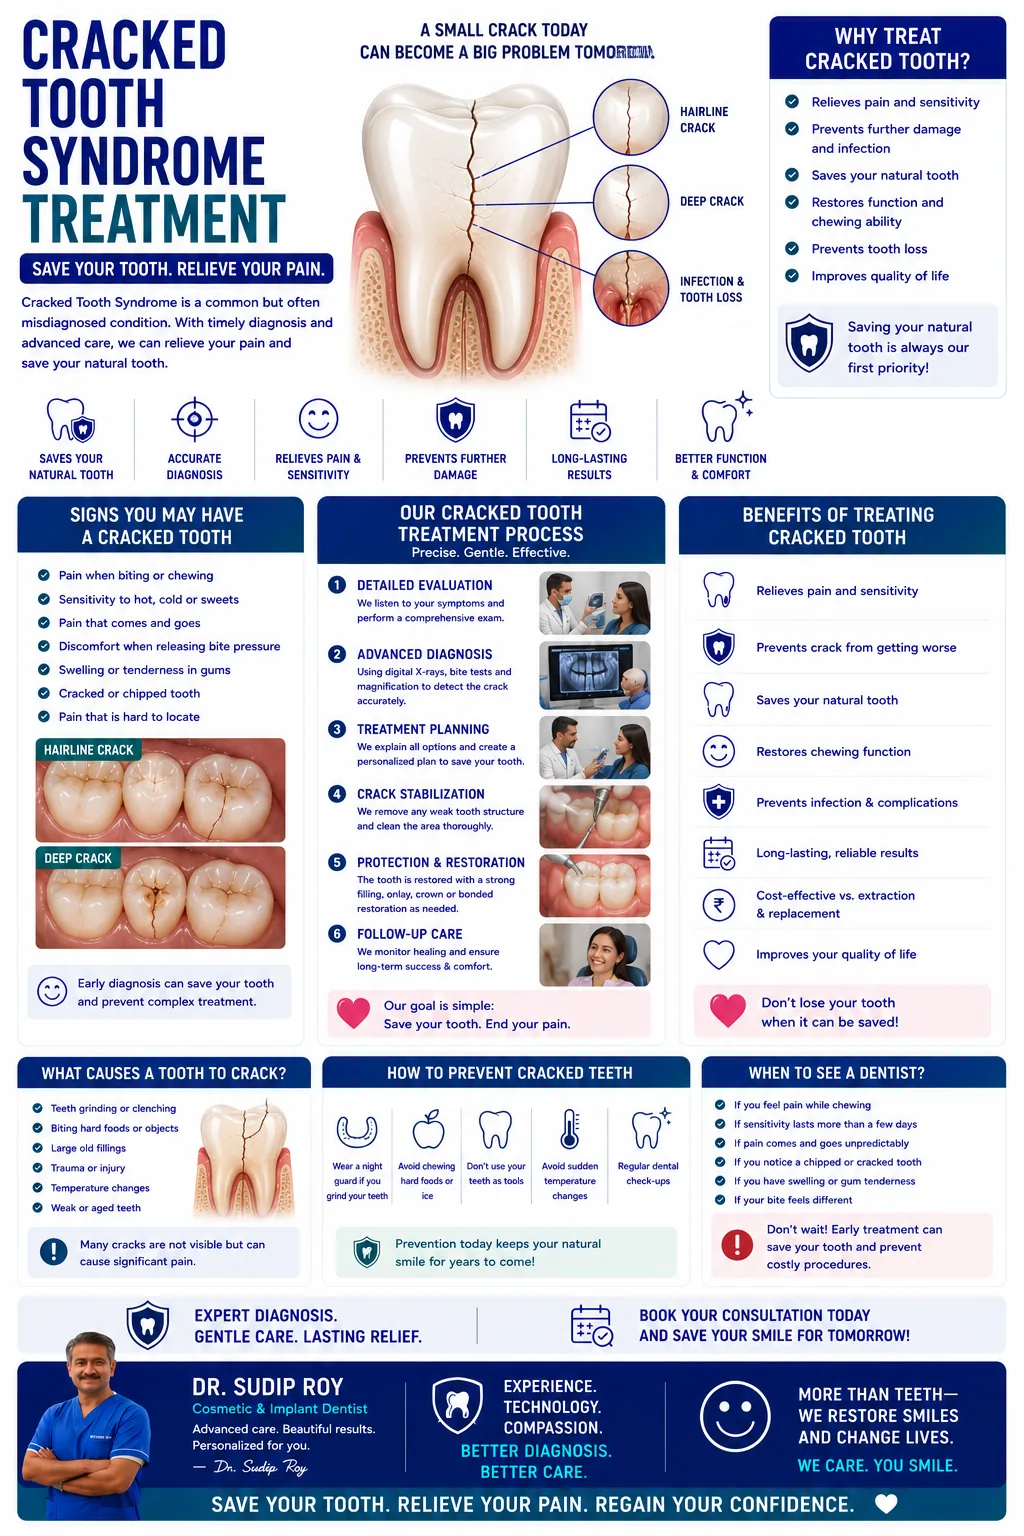 CRACKED
TOOTH
SYNDROME
TREATMENT
SAVE YOUR TOOTH. RELIEVE YOUR PAIN.
Cracked Tooth Syndrome is a common but often
misdiagnosed condition. With timely diagnosis and
advanced care, we can relieve your pain and
save your natural tooth.
A SMALL CRACK TODAY
CAN BECOME A BIG PROBLEM
HAIRLINE
CRACK
DEEP CRACK
INFECTION &
TOOTH LOSS
WHY TREAT
CRACKED TOOTH?
Relieves pain and sensitivity
Prevents further damage
and infection
Saves your natural tooth
Restores function and
chewing ability
Prevents tooth loss
Improves quality of life
Saving your natural
tooth is always our
first priority!
SAVES YOUR
NATURAL TOOTH
ACCURATE
DIAGNOSIS
RELIEVES PAIN &
SENSITIVITY
PREVENTS FURTHER
DAMAGE
LONG-LASTING
RESULTS
BETTER FUNCTION
& COMFORT
SIGNS YOU MAY HAVE
A CRACKED TOOTH
Pain when biting or chewing
Sensitivity to hot, cold or sweets
Pain that comes and goes
Discomfort when releasing bite pressure
Swelling or tenderness in gums
Cracked or chipped tooth
Pain that is hard to locate
HAIRLINE CRACK
DEEP CRACK
Early diagnosis can save your tooth
and prevent complex treatment.
OUR CRACKED TOOTH
TREATMENT PROCESS
Precise. Gentle. Effective.
1 DETAILED EVALUATION
We listen to your symptoms and
perform a comprehensive exam.
2 ADVANCED DIAGNOSIS
Using digital X-rays, bite tests and
magnification to detect the crack
accurately.
3 TREATMENT PLANNING
We explain all options and create a
personalized plan to save your tooth.
4 CRACK STABILIZATION
We remove any weak tooth structure
and clean the area thoroughly.
5 PROTECTION & RESTORATION
The tooth is restored with a strong
filling, onlay, crown or bonded
restoration as needed.
6 FOLLOW-UP CARE
We monitor healing and ensure
long-term success & comfort.
Our goal is simple:
Save your tooth. End your pain.
BENEFITS OF TREATING
CRACKED TOOTH
Relieves pain and sensitivity
Prevents crack from getting worse
Saves your natural tooth
Restores chewing function
Prevents infection & complications
Long-lasting, reliable results
₹
Cost-effective vs. extraction
& replacement
Improves your quality of life
Don't lose your tooth
when it can be saved!
WHAT CAUSES A TOOTH TO CRACK?
Teeth grinding or clenching
Biting hard foods or objects
Large old fillings
Trauma or injury
Temperature changes
Weak or aged teeth
Many cracks are not visible but can
cause significant pain.
HOW TO PREVENT CRACKED TEETH
Wear a night
guard if you
grind your teeth
Avoid chewing
hard foods or
ice
Don't use your
teeth as tools
Avoid sudden
temperature
changes
Regular dental
check-ups
Prevention today keeps your natural
smile for years to come!
WHEN TO SEE A DENTIST?
If you feel pain while chewing
If sensitivity lasts more than a few days
If pain comes and goes unpredictably
If you notice a chipped or cracked tooth
If you have swelling or gum tenderness
If your bite feels different
Don't wait! Early treatment can
save your tooth and prevent
costly procedures.
EXPERT DIAGNOSIS.
GENTLE CARE. LASTING RELIEF.
BOOK YOUR CONSULTATION TODAY
AND SAVE YOUR SMILE FOR TOMORROW!
DR. SUDIP ROY
Cosmetic & Implant Dentist
Advanced care. Beautiful results.
Personalized for you.
— Dr. Sudip Roy
EXPERIENCE.
TECHNOLOGY.
COMPASSION.
BETTER DIAGNOSIS.
BETTER CARE.
MORE THAN TEETH—
WE RESTORE SMILES
AND CHANGE LIVES.
WE CARE. YOU SMILE.
SAVE YOUR TOOTH. RELIEVE YOUR PAIN. REGAIN YOUR CONFIDENCE.